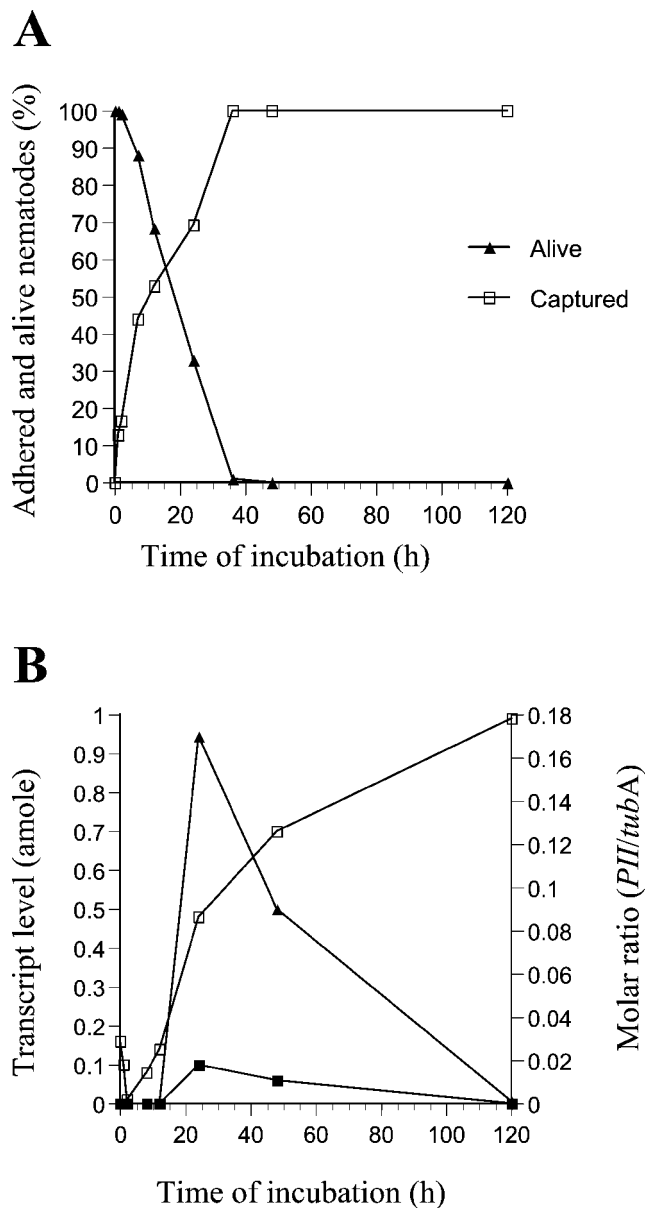 A
Adhered and alive nematodes (%)
100
90
80
70
60
50
40
30
20
10
0
Alive
Captured
0 20 40 60 80 100 120
Time of incubation (h)
B
Transcript level (amole)
1
0.9
0.8
0.7
0.6
0.5
0.4
0.3
0.2
0.1
0
0.18
0.16
0.14
0.12
0.1
0.08
0.06
0.04
0.02
0
Molar ratio (PII/tubA)
0 20 40 60 80 100 120
Time of incubation (h)